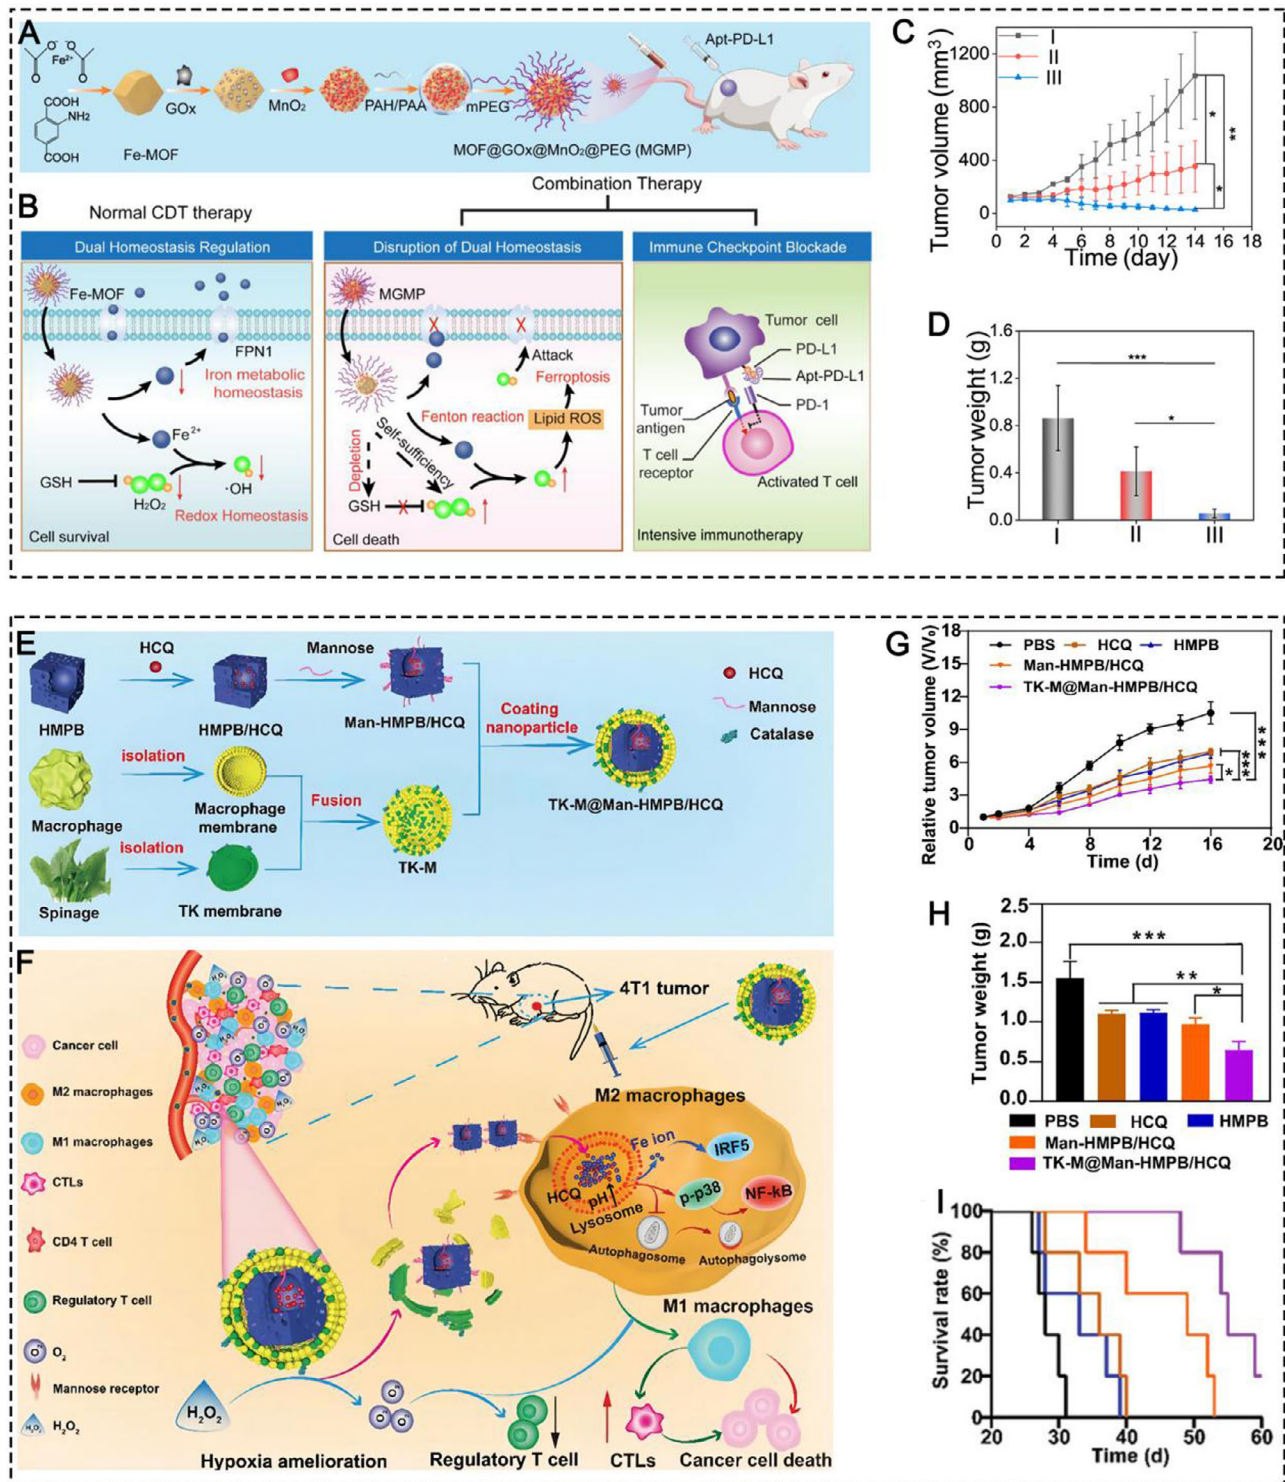 A
Fe²⁺
COOH
NH2
COOH
Fe-MOF
GOx
MnO₂
PAH/PAA
mPEG
MOF@GOx@MnO₂@PEG (MGMP)
Apt-PD-L1
Combination Therapy
B
Normal CDT therapy
Dual Homeostasis Regulation
Fe-MOF
FPN1
Iron metabolic
homeostasis
Fe²⁺
GSH
H₂O₂
·OH
Redox Homeostasis
Cell survival
Disruption of Dual Homeostasis
MGMP
Attack
Ferroptosis
Fenton reaction
Lipid ROS
Self-sufficiency
Depletion
GSH
Cell death
Immune Checkpoint Blockade
Tumor cell
PD-L1
Apt-PD-L1
PD-1
Tumor
antigen
T cell
receptor
Activated T cell
Intensive immunotherapy
C
Tumor volume (mm³)
1200
800
400
0
I
II
III
*
**
*
0 2 4 6 8 10 12 14 16 18
Time (day)
D
Tumor weight (g)
1.6
1.2
0.8
0.4
0.0
***
*
I II III
E
HCQ
Mannose
HMPB
HMPB/HCQ
Man-HMPB/HCQ
isolation
Macrophage
Macrophage
membrane
Fusion
TK-M
isolation
Spinage
TK membrane
Coating
nanoparticle
TK-M@Man-HMPB/HCQ
HCQ
Mannose
Catalase
F
Cancer cell
M2 macrophages
M1 macrophages
CTLs
CD4 T cell
Regulatory T cell
O₂
Mannose receptor
H₂O₂
4T1 tumor
M2 macrophages
Fe ion
IRF5
HCQ
pH
Lysosome
p-p38
NF-kB
Autophagosome
Autophagolysome
M1 macrophages
H₂O₂
Hypoxia amelioration
Regulatory T cell
CTLs
Cancer cell death
G
Relative tumor volume (V/V₀)
18
15
12
9
6
3
0
PBS HCQ HMPB
Man-HMPB/HCQ
TK-M@Man-HMPB/HCQ
*
***
***
0 4 8 12 16 20
Time (d)
H
Tumor weight (g)
2.5
2.0
1.5
1.0
0.5
0.0
***
**
*
PBS HCQ HMPB
Man-HMPB/HCQ
TK-M@Man-HMPB/HCQ
I
Survival rate (%)
100
80
60
40
20
0
20 30 40 50 60
Time (d)